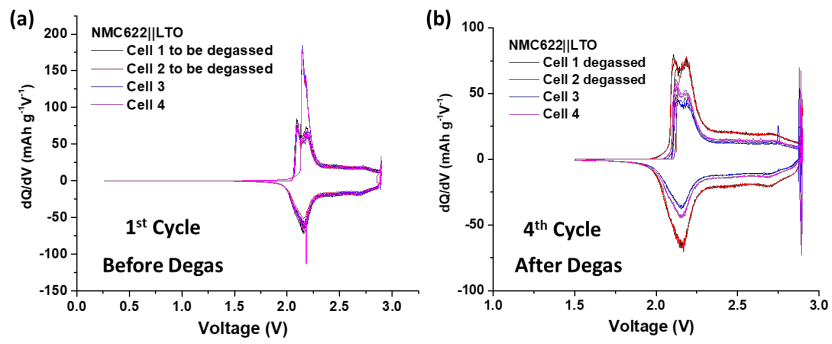 (a)
NMC622||LTO
Cell 1 to be degassed
Cell 2 to be degassed
Cell 3
Cell 4
200
150
100
50
0
-50
-100
-150
dQ/dV (mAh g-1V-1)
1st Cycle
Before Degas
0.0
0.5
1.0
1.5
2.0
2.5
3.0
Voltage (V)
(b)
NMC622||LTO
Cell 1 degassed
Cell 2 degassed
Cell 3
Cell 4
100
50
0
-50
-100
dQ/dV (mAh g-1V-1)
4th Cycle
After Degas
1.0
1.5
2.0
2.5
3.0
Voltage (V)